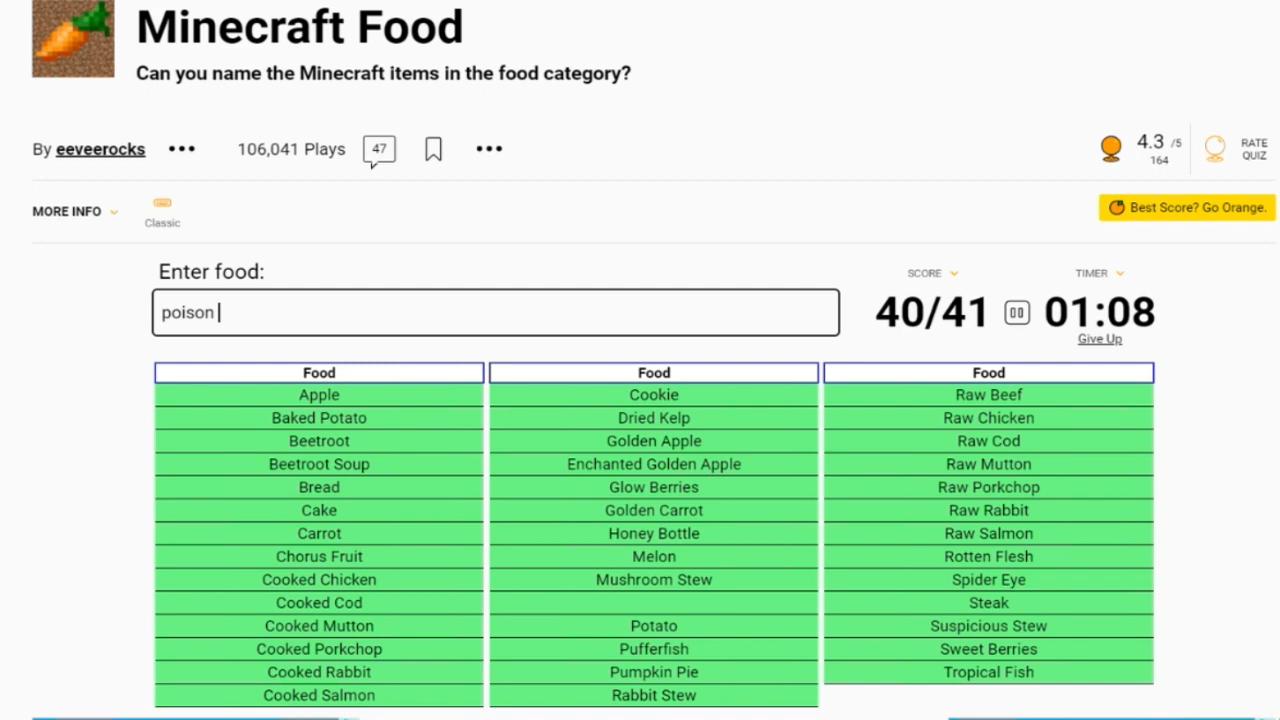 Minecraft Food
Can you name the Minecraft items in the food category?
By eeveerocks ••• 106,041 Plays 47 •••
4.3 /5
164
RATE
QUIZ
MORE INFO
Classic
Best Score? Go Orange.
Enter food:
poison
SCORE
40/41
TIMER
01:08
Give Up
Food Food Food
Apple Cookie Raw Beef
Baked Potato Dried Kelp Raw Chicken
Beetroot Golden Apple Raw Cod
Beetroot Soup Enchanted Golden Apple Raw Mutton
Bread Glow Berries Raw Porkchop
Cake Golden Carrot Raw Rabbit
Carrot Honey Bottle Raw Salmon
Chorus Fruit Melon Rotten Flesh
Cooked Chicken Mushroom Stew Spider Eye
Cooked Cod Steak
Cooked Mutton Potato Suspicious Stew
Cooked Porkchop Pufferfish Sweet Berries
Cooked Rabbit Pumpkin Pie Tropical Fish
Cooked Salmon Rabbit Stew